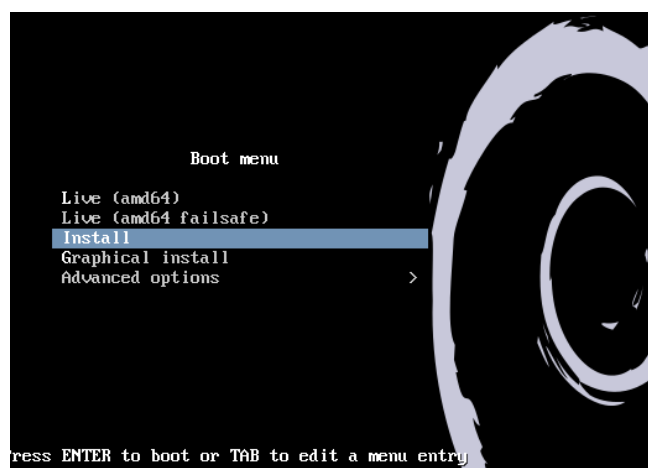 Boot menu
Live (amd64)
Live (amd64 failsafe)
Install
Graphical install
Advanced options >
ress ENTER to boot or TAB to edit a menu entry